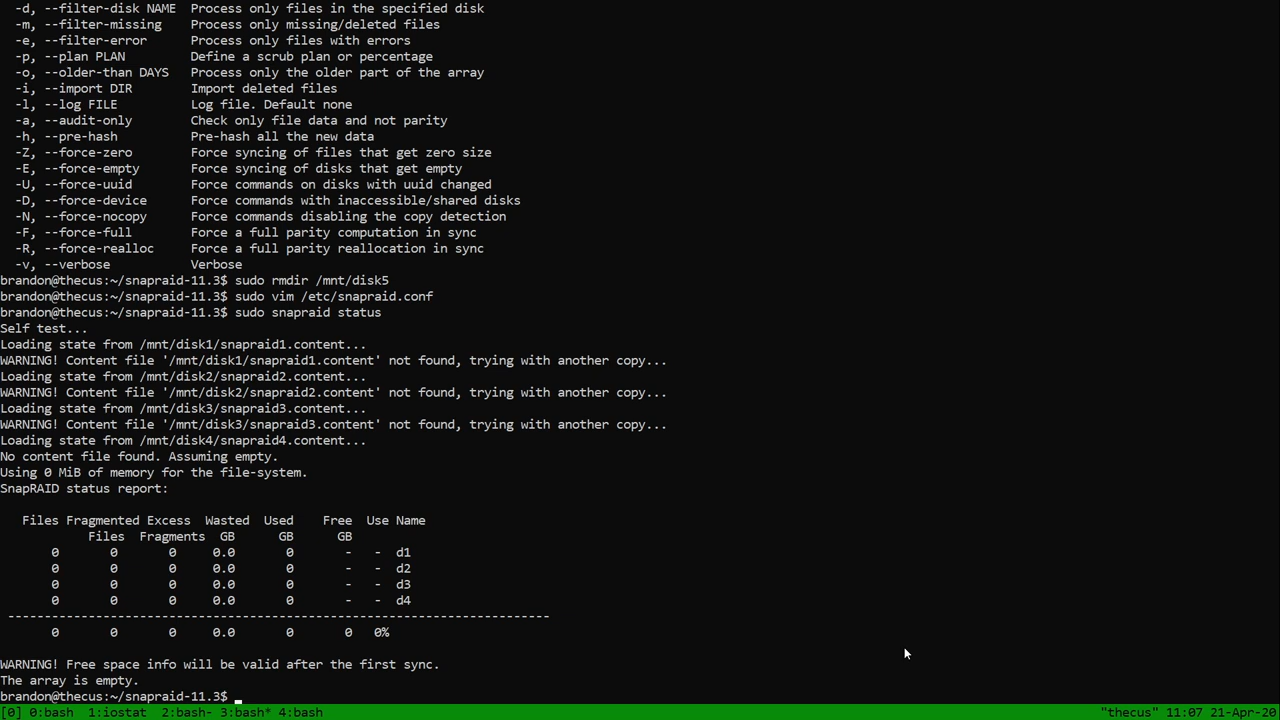 -d, --filter-disk NAME  Process only files in the specified disk
-m, --filter-missing    Process only missing/deleted files
-e, --filter-error      Process only files with errors
-p, --plan PLAN         Define a scrub plan or percentage
-o, --older-than DAYS   Process only the older part of the array
-i, --import DIR        Import deleted files
-l, --log FILE          Log file. Default none
-a, --audit-only        Check only file data and not parity
-h, --pre-hash          Pre-hash all the new data
-Z, --force-zero        Force syncing of files that get zero size
-E, --force-empty       Force syncing of disks that get empty
-U, --force-uuid        Force commands on disks with uuid changed
-D, --force-device      Force commands with inaccessible/shared disks
-N, --force-nocopy      Force commands disabling the copy detection
-F, --force-full        Force a full parity computation in sync
-R, --force-realloc     Force a full parity reallocation in sync
-v, --verbose           Verbose
brandon@thecus:~/snapraid-11.3$ sudo rmdir /mnt/disk5
brandon@thecus:~/snapraid-11.3$ sudo vim /etc/snapraid.conf
brandon@thecus:~/snapraid-11.3$ sudo snapraid status
Self test...
Loading state from /mnt/disk1/snapraid1.content...
WARNING! Content file '/mnt/disk1/snapraid1.content' not found, trying with another copy...
Loading state from /mnt/disk2/snapraid2.content...
WARNING! Content file '/mnt/disk2/snapraid2.content' not found, trying with another copy...
Loading state from /mnt/disk3/snapraid3.content...
WARNING! Content file '/mnt/disk3/snapraid3.content' not found, trying with another copy...
Loading state from /mnt/disk4/snapraid4.content...
No content file found. Assuming empty.
Using 0 MiB of memory for the file-system.
SnapRAID status report:
Files Fragmented Excess  Wasted  Used    Free  Use Name
Files  Fragments  GB      GB      GB
0       0       0     0.0       0       -   -  d1
0       0       0     0.0       0       -   -  d2
0       0       0     0.0       0       -   -  d3
0       0       0     0.0       0       -   -  d4
--------------------------------------------------------------------------
0       0       0     0.0       0       0   0%
WARNING! Free space info will be valid after the first sync.
The array is empty.
brandon@thecus:~/snapraid-11.3$
[0] 0:bash  1:iostat  2:bash- 3:bash* 4:bash "thecus" 11:07 21-Apr-20